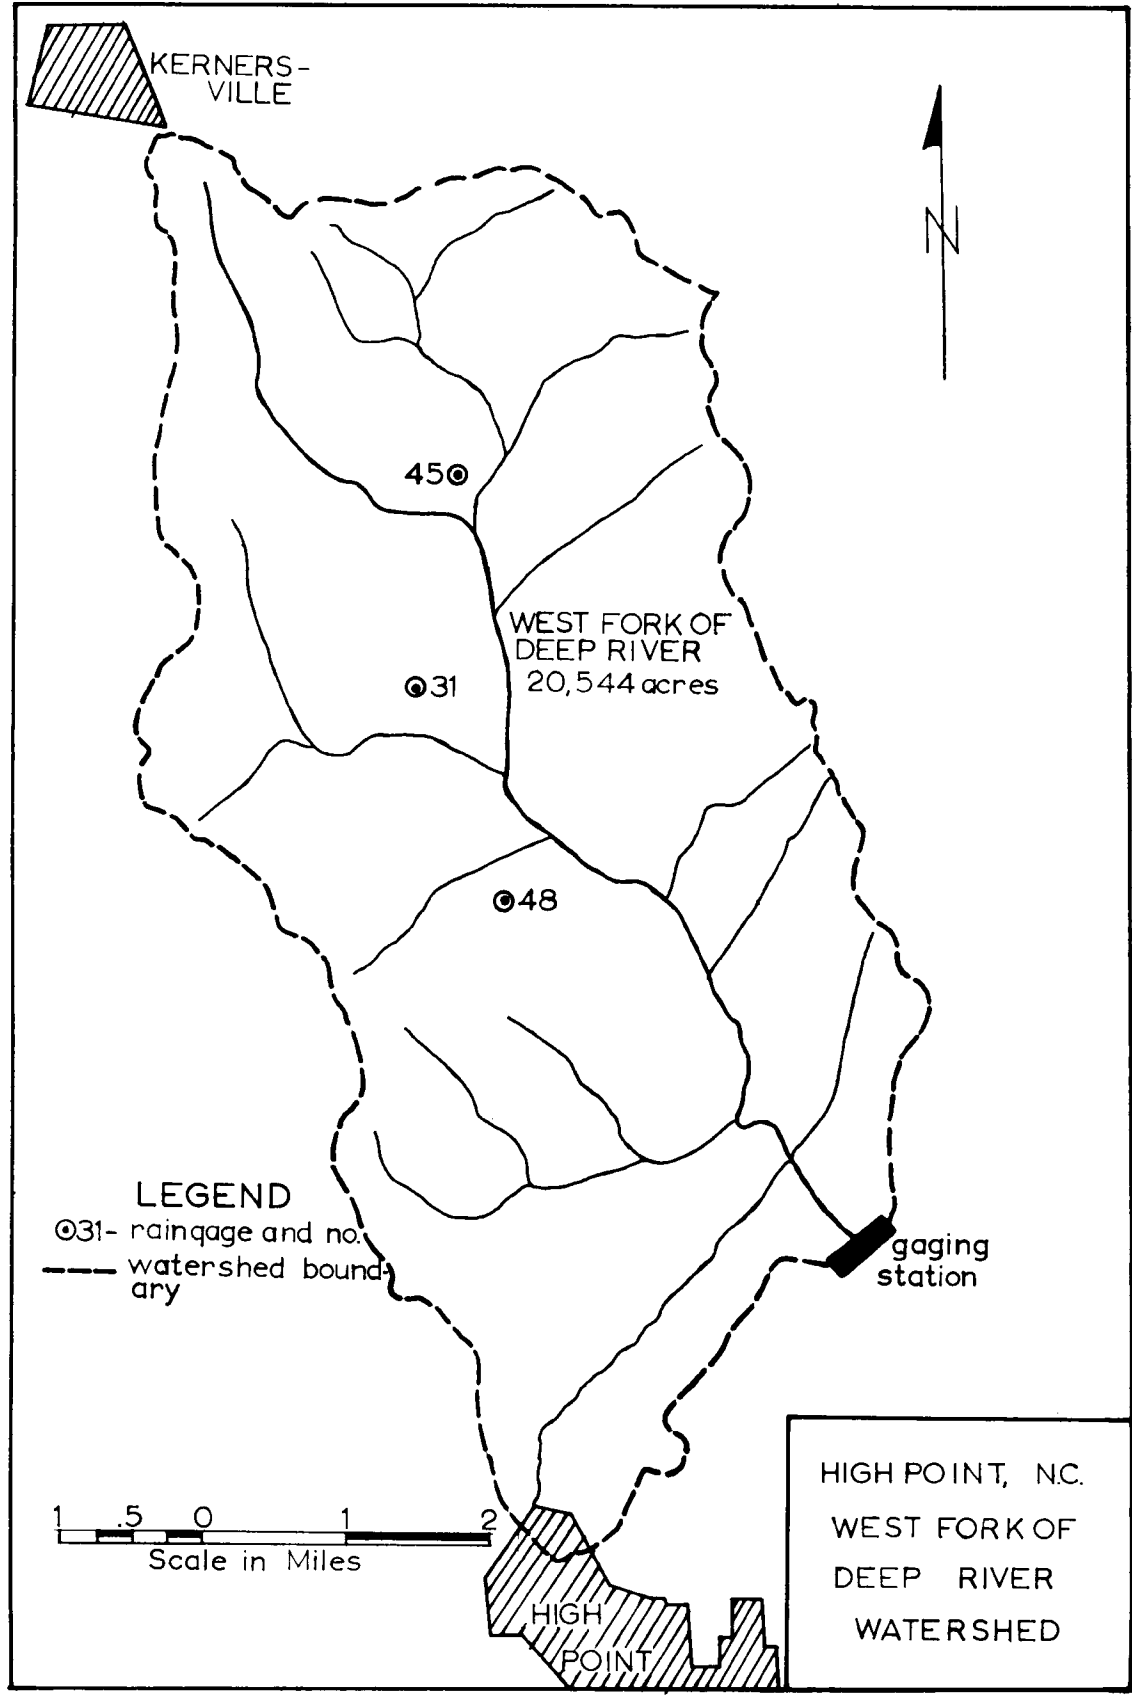 KERNERS-
VILLE
N
45
WEST FORK OF
DEEP RIVER
20,544 acres
31
48
LEGEND
31- raingage and no.
watershed bound-
ary
gaging
station
1 .5 0 1 2
Scale in Miles
HIGH
POINT
HIGH POINT, N.C.
WEST FORK OF
DEEP RIVER
WATERSHED